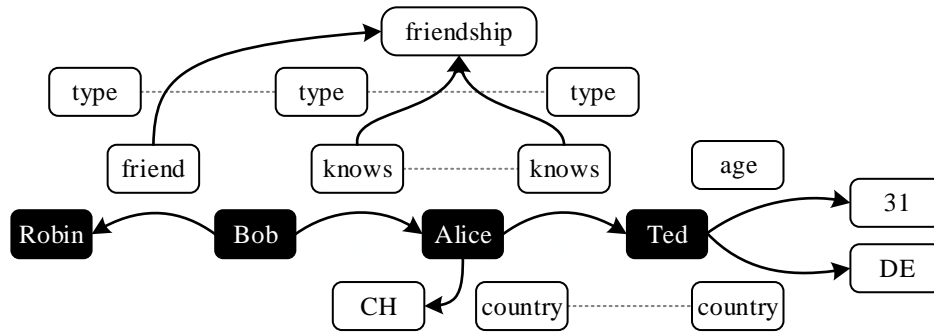 friendship
type type type
friend knows knows age
31
Robin Bob Alice Ted
DE
CH country country